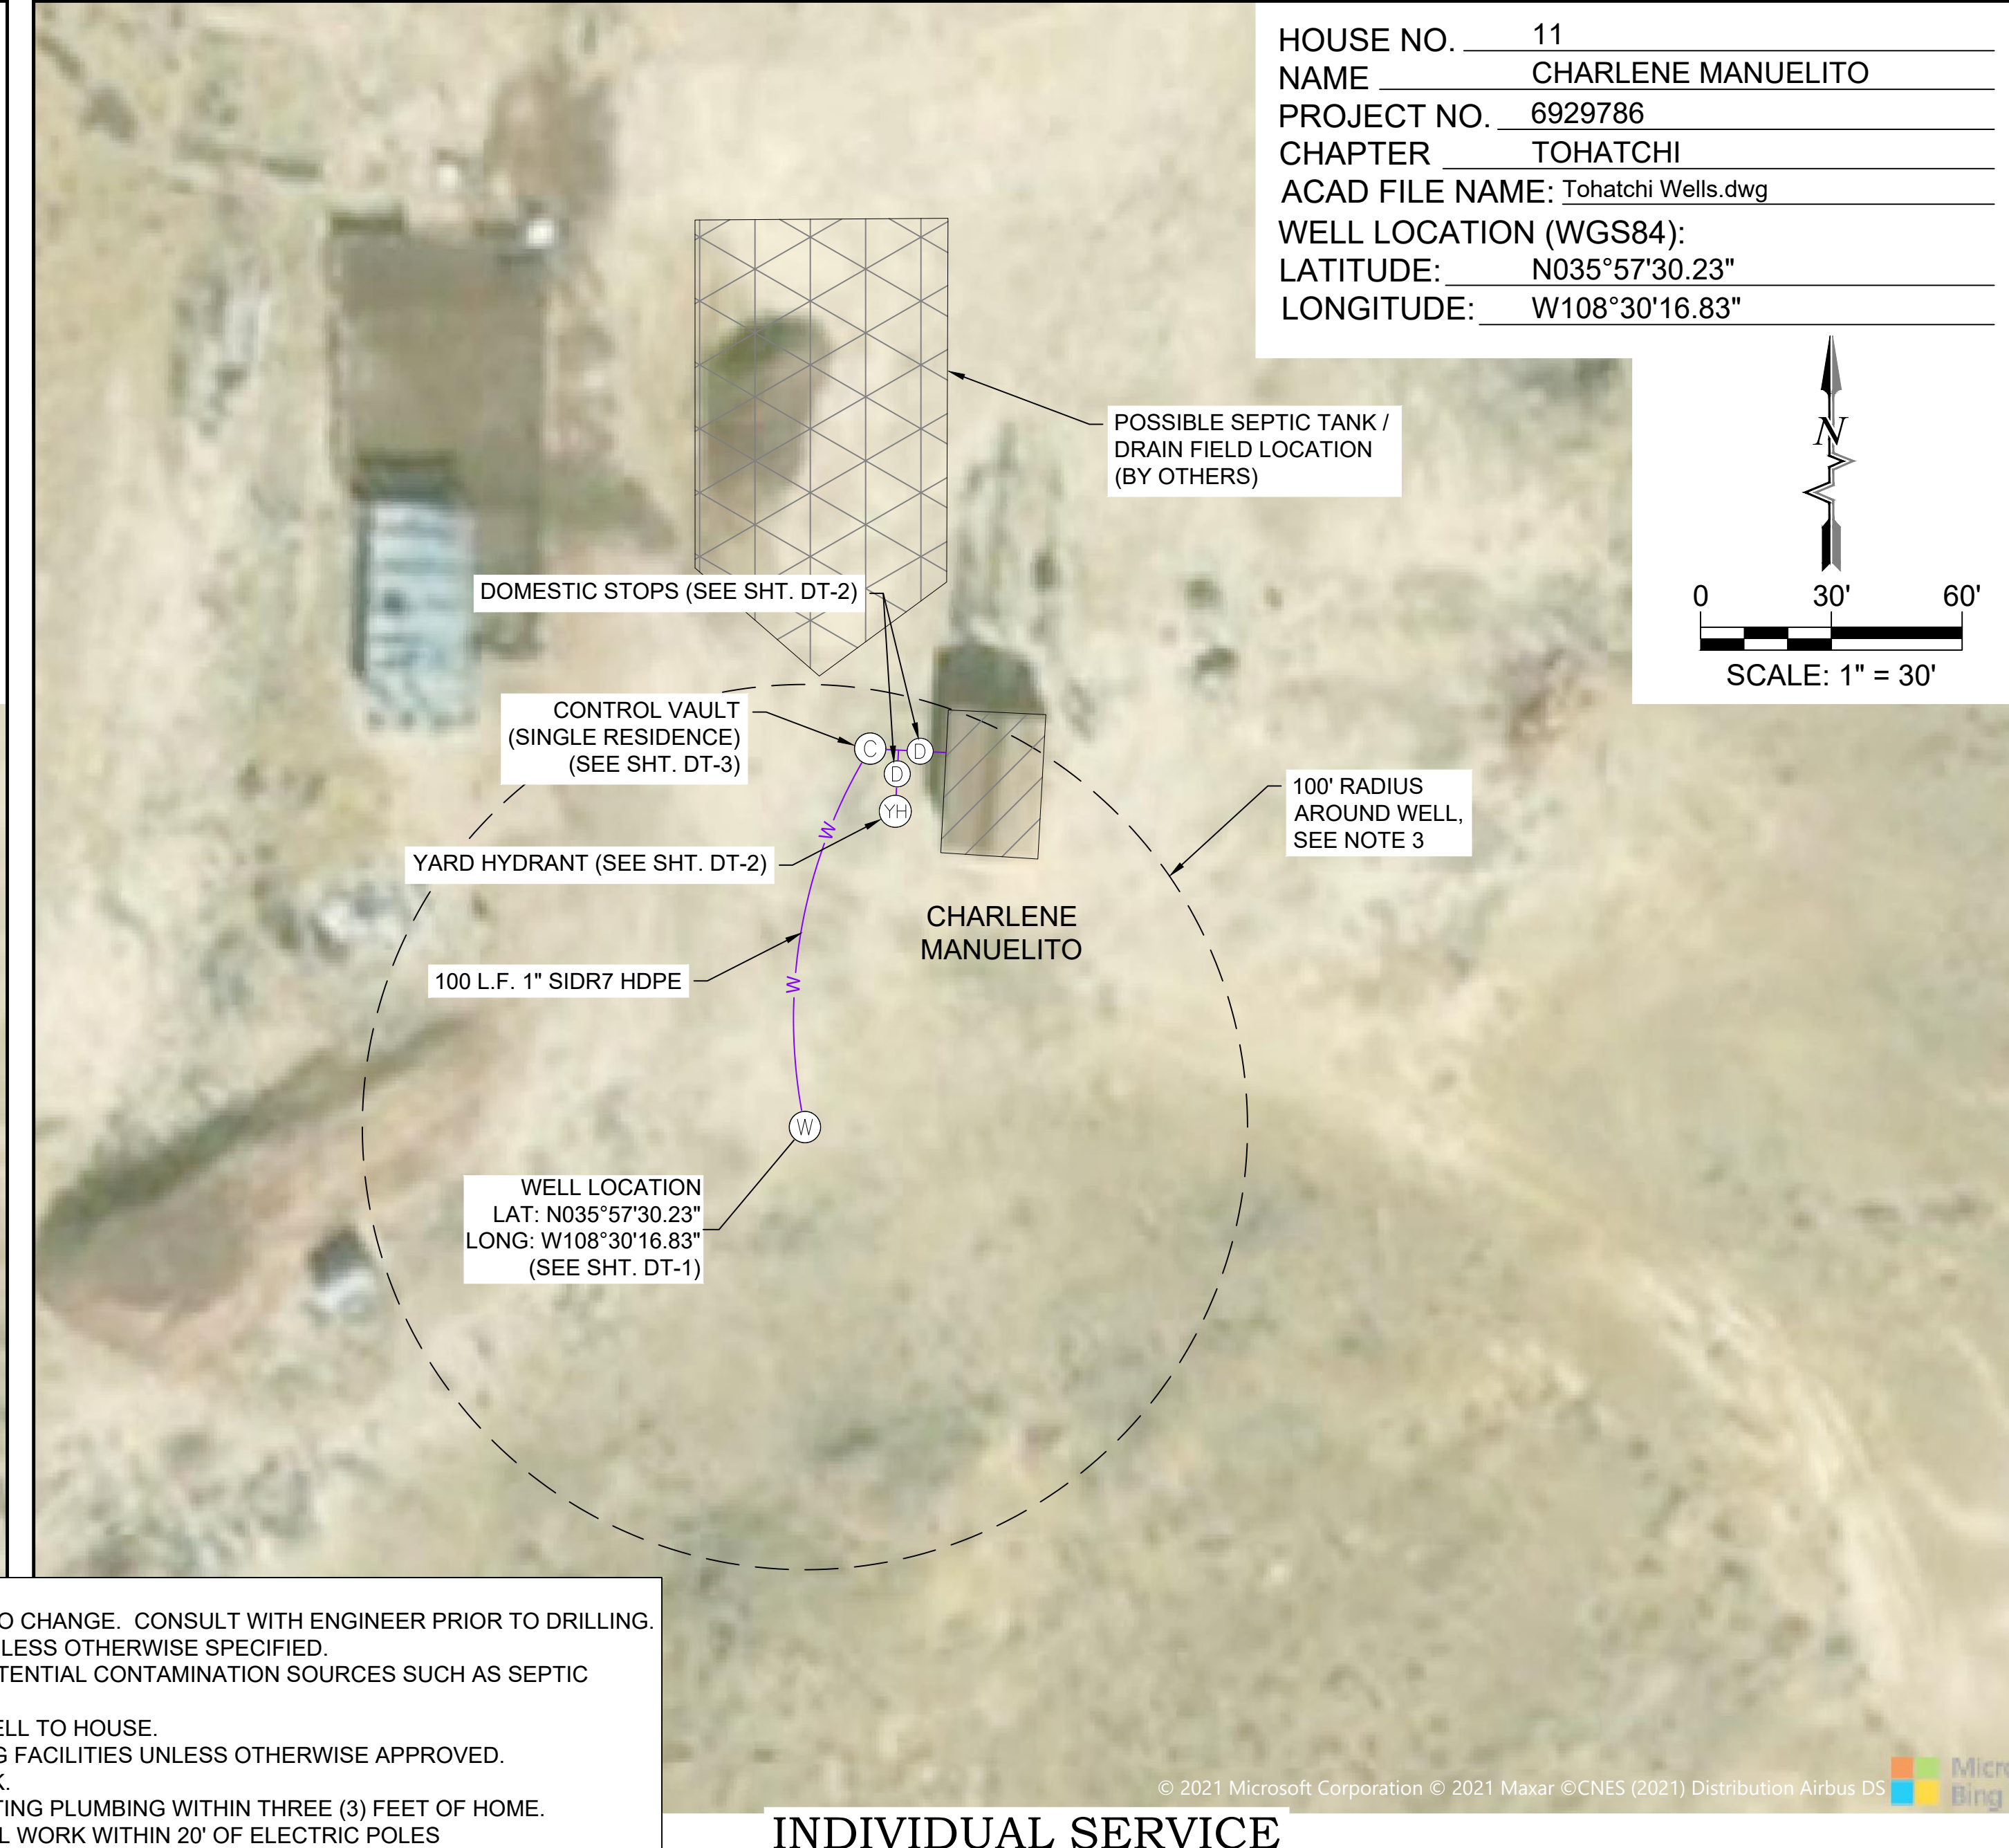 HOUSE NO. 11
NAME CHARLENE MANUELITO
PROJECT NO. 6929786
CHAPTER TOHATCHI
ACAD FILE NAME: Tohatchi Wells.dwg
WELL LOCATION (WGS84):
LATITUDE: N035°57'30.23"
LONGITUDE: W108°30'16.83"
N
0 30' 60'
SCALE: 1" = 30'
POSSIBLE SEPTIC TANK /
DRAIN FIELD LOCATION
(BY OTHERS)
DOMESTIC STOPS (SEE SHT. DT-2)
CONTROL VAULT
(SINGLE RESIDENCE)
(SEE SHT. DT-3)
C
D
D
YH
100' RADIUS
AROUND WELL,
SEE NOTE 3
YARD HYDRANT (SEE SHT. DT-2)
W
CHARLENE
MANUELITO
100 L.F. 1" SIDR7 HDPE
W
W
WELL LOCATION
LAT: N035°57'30.23"
LONG: W108°30'16.83"
(SEE SHT. DT-1)
O CHANGE. CONSULT WITH ENGINEER PRIOR TO DRILLING.
LESS OTHERWISE SPECIFIED.
TENTIAL CONTAMINATION SOURCES SUCH AS SEPTIC
ELL TO HOUSE.
G FACILITIES UNLESS OTHERWISE APPROVED.
K.
TING PLUMBING WITHIN THREE (3) FEET OF HOME.
L WORK WITHIN 20' OF ELECTRIC POLES
© 2021 Microsoft Corporation © 2021 Maxar ©CNES (2021) Distribution Airbus DS
Micro
Bing
INDIVIDUAL SERVICE